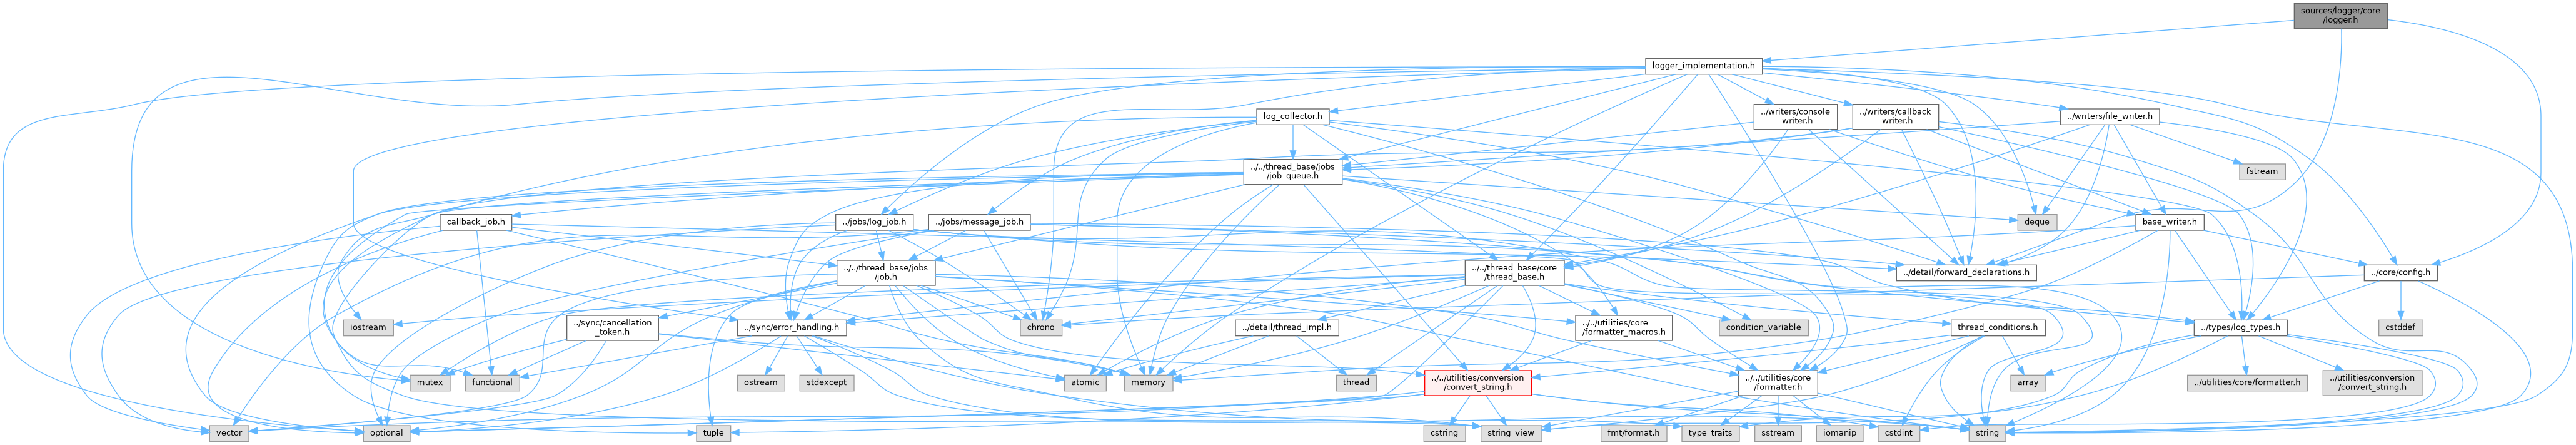 sources/logger/core
/logger.h
logger_implementation.h
log_collector.h
../writers/console
_writer.h
../writers/callback
_writer.h
../writers/file_writer.h
../../thread_base/jobs
/job_queue.h
fstream
callback_job.h
../jobs/log_job.h
../jobs/message_job.h
deque
base_writer.h
../../thread_base/jobs
/job.h
../../thread_base/core
/thread_base.h
../detail/forward_declarations.h
../core/config.h
iostream
../sync/cancellation
_token.h
../sync/error_handling.h
chrono
../detail/thread_impl.h
../../utilities/core
/formatter_macros.h
condition_variable
thread_conditions.h
../types/log_types.h
cstddef
mutex
functional
ostream
stdexcept
atomic
memory
thread
../../utilities/conversion
/convert_string.h
../../utilities/core
/formatter.h
array
../utilities/core/formatter.h
../utilities/conversion
/convert_string.h
vector
optional
tuple
cstring
string_view
fmt/format.h
type_traits
sstream
iomanip
cstdint
string